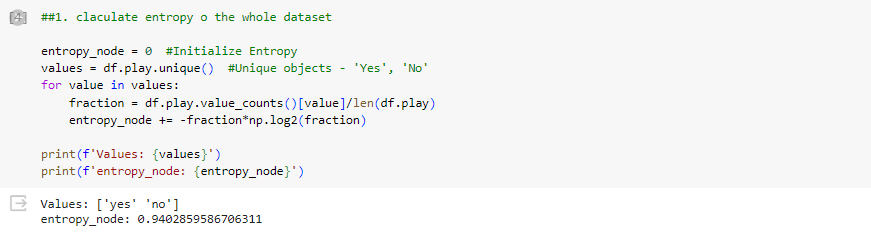 [4]
##1. claculate entropy o the whole dataset
entropy_node = 0  #Initialize Entropy
values = df.play.unique()  #Unique objects - 'Yes', 'No'
for value in values:
    fraction = df.play.value_counts()[value]/len(df.play)
    entropy_node += -fraction*np.log2(fraction)
print(f'Values: {values}')
print(f'entropy_node: {entropy_node}')
Values: ['yes' 'no']
entropy_node: 0.9402859586706311